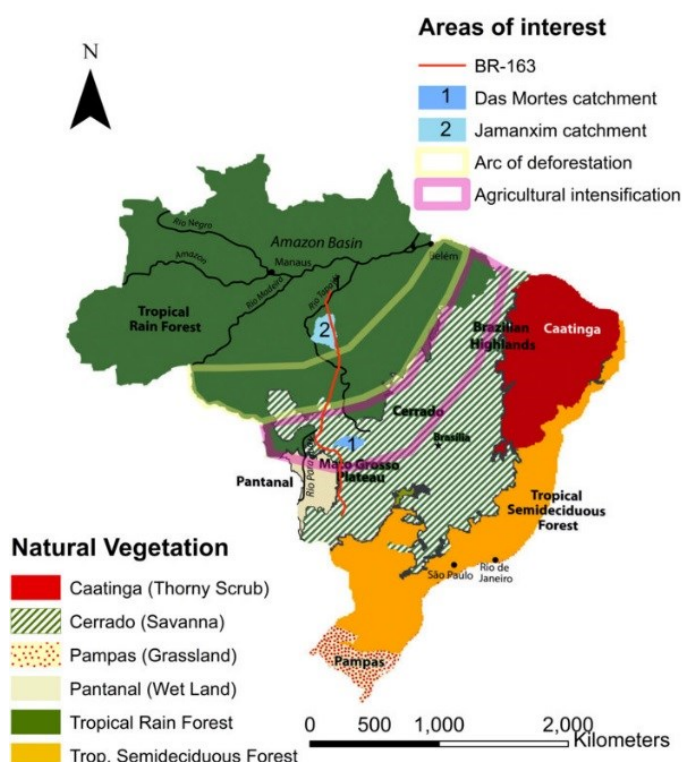 Areas of interest
N
BR-163
1 Das Mortes catchment
2 Jamanxim catchment
Arc of deforestation
Agricultural intensification
Rio Negro
Amazon Basin
Amazon
Manaus
Belém
Rio Madeira
Rio Tapajós
Tropical
Rain Forest
2
Brazilian
Highlands
Caatinga
Cerrado
Brasilia
1
Mato Grosso
Plateau
Pantanal
Tropical
Semideciduous
Forest
São Paulo
Rio de
Janeiro
Pampas
Natural Vegetation
Caatinga (Thorny Scrub)
Cerrado (Savanna)
Pampas (Grassland)
Pantanal (Wet Land)
Tropical Rain Forest
Trop. Semideciduous Forest
0 500 1,000 2,000
Kilometers